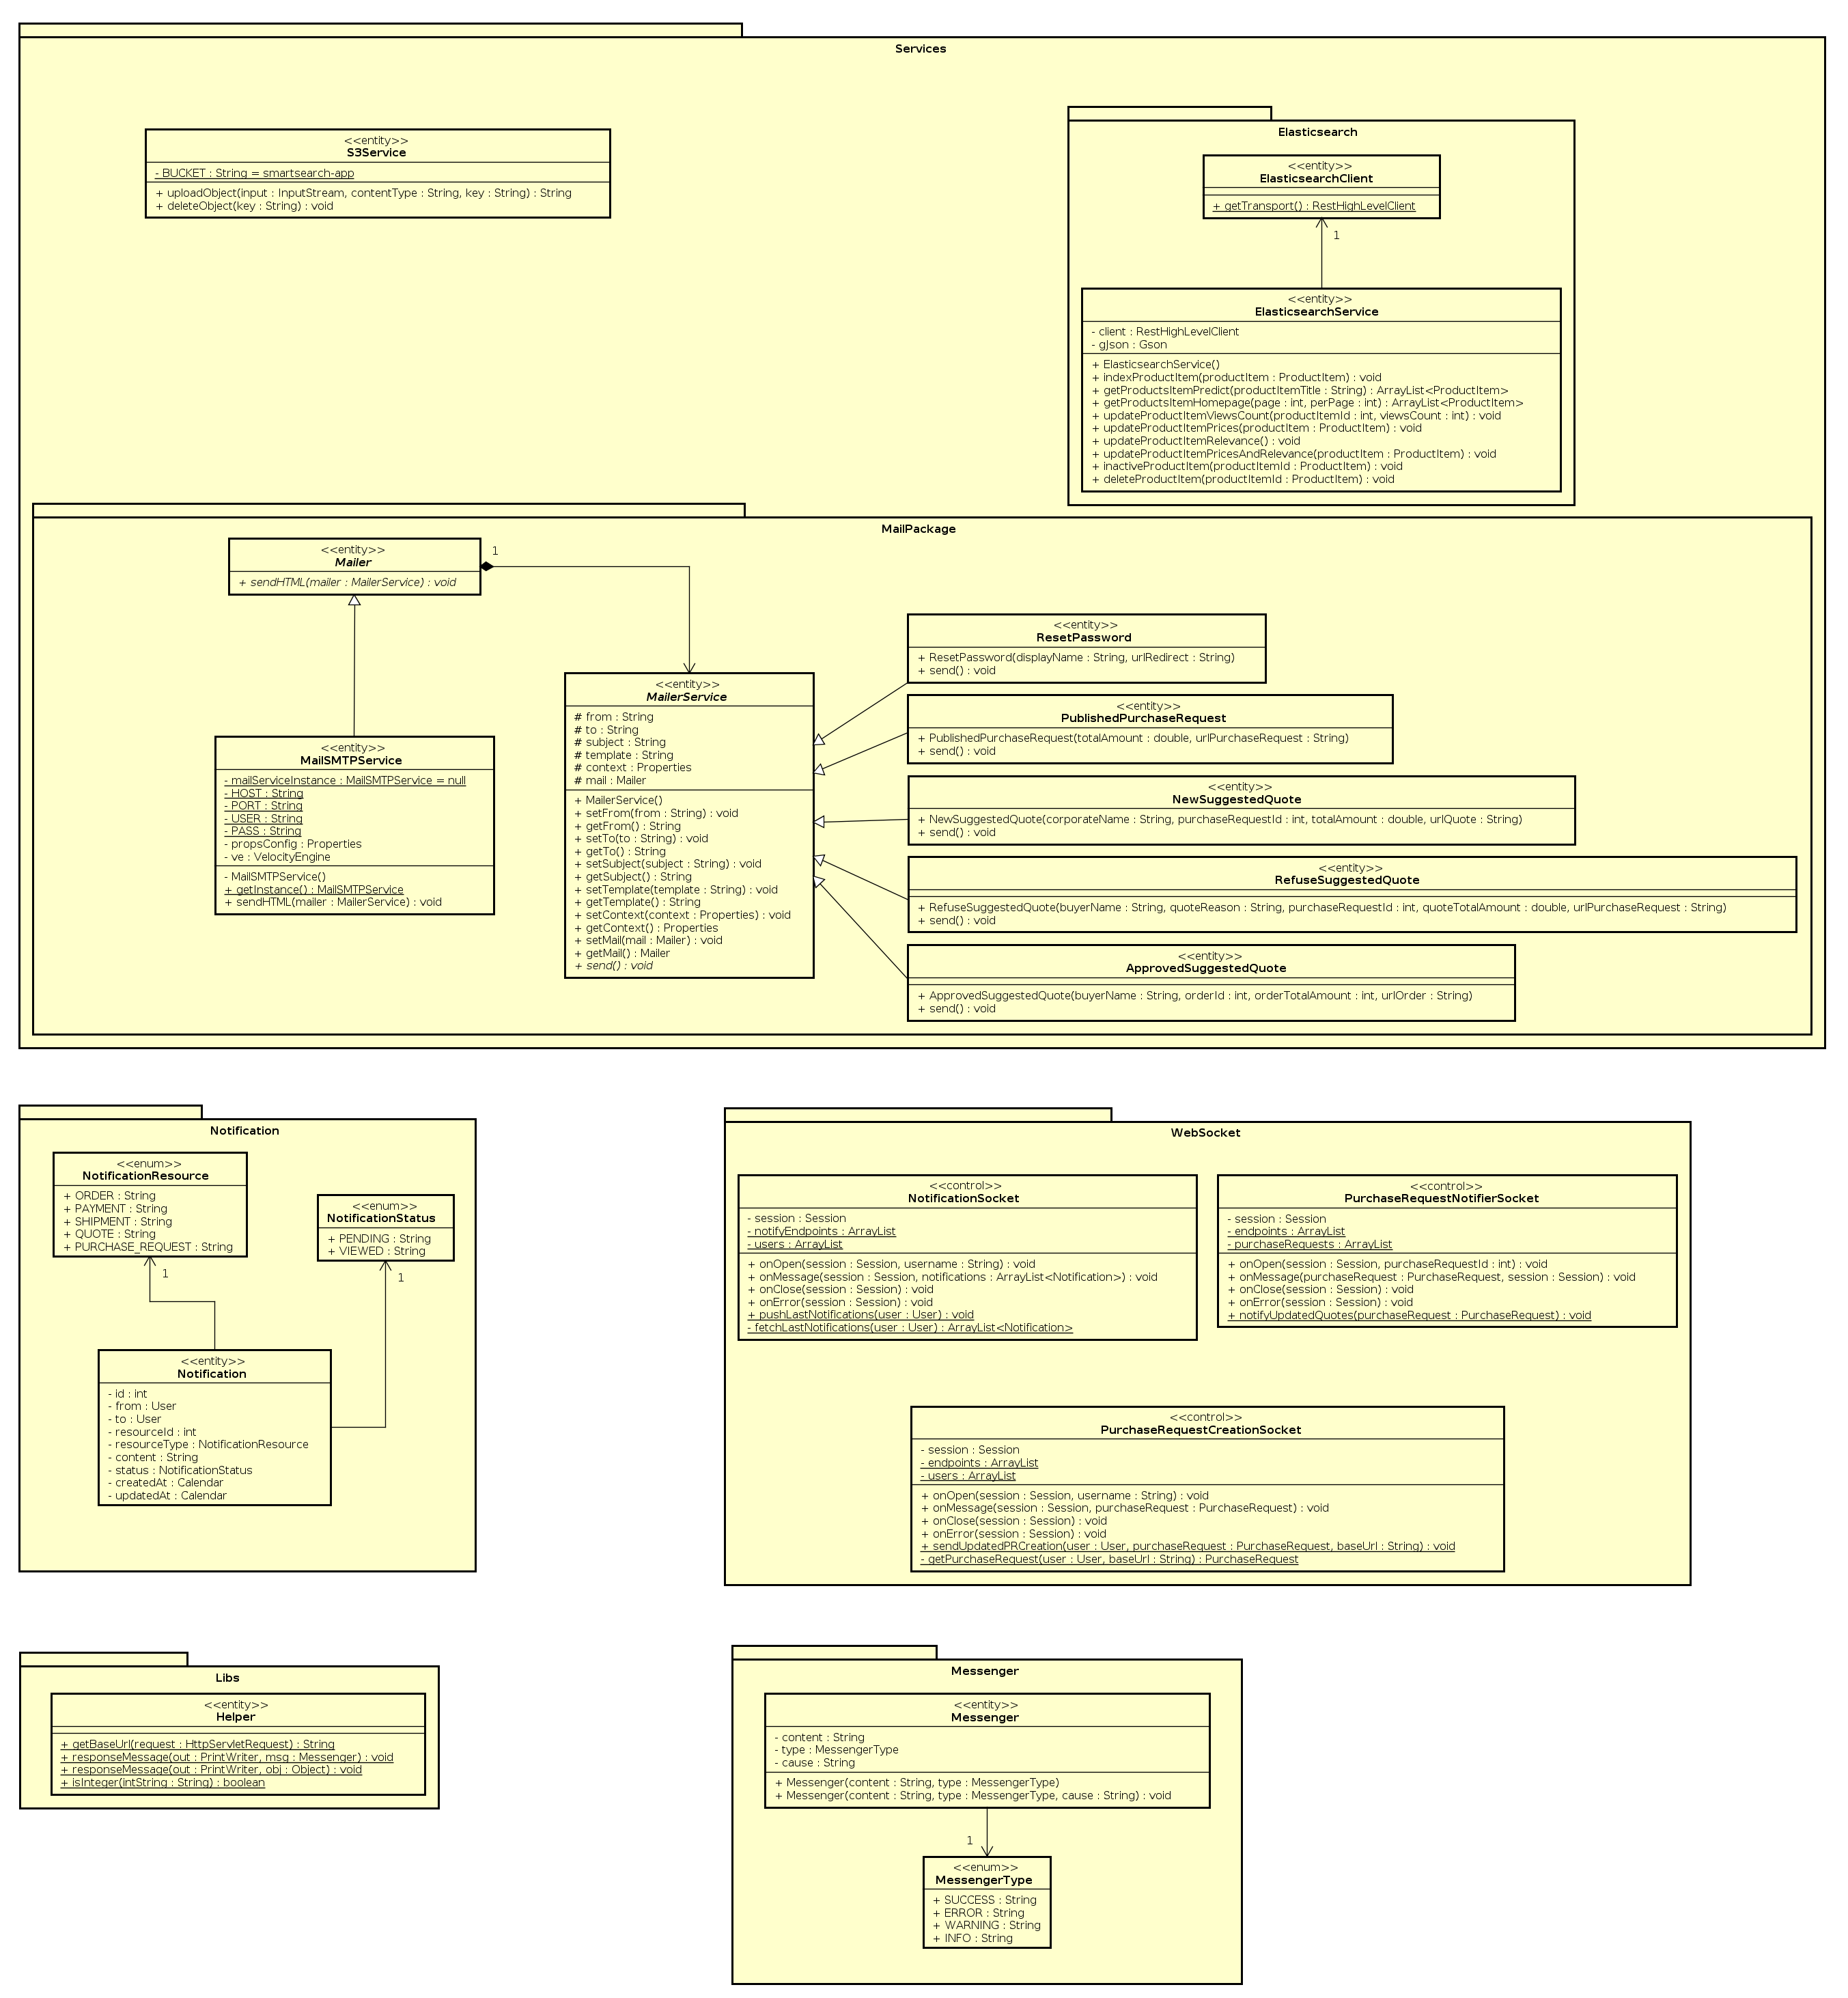 Services
<<entity>>
S3Service
- BUCKET : String = smartsearch-app
+ uploadObject(input : InputStream, contentType : String, key : String) : String
+ deleteObject(key : String) : void
Elasticsearch
<<entity>>
ElasticsearchClient
+ getTransport() : RestHighLevelClient
1
<<entity>>
ElasticsearchService
- client : RestHighLevelClient
- gJson : Gson
+ ElasticsearchService()
+ indexProductItem(productItem : ProductItem) : void
+ getProductsItemPredict(productItemTitle : String) : ArrayList<ProductItem>
+ getProductsItemHomepage(page : int, perPage : int) : ArrayList<ProductItem>
+ updateProductItemViewsCount(productItemId : int, viewsCount : int) : void
+ updateProductItemPrices(productItem : ProductItem) : void
+ updateProductItemRelevance() : void
+ updateProductItemPricesAndRelevance(productItem : ProductItem) : void
+ inactiveProductItem(productItemId : ProductItem) : void
+ deleteProductItem(productItemId : ProductItem) : void
MailPackage
<<entity>>
Mailer
+ sendHTML(mailer : MailerService) : void
1
<<entity>>
MailSMTPService
- mailServiceInstance : MailSMTPService = null
- HOST : String
- PORT : String
- USER : String
- PASS : String
- propsConfig : Properties
- ve : VelocityEngine
- MailSMTPService()
+ getInstance() : MailSMTPService
+ sendHTML(mailer : MailerService) : void
<<entity>>
MailerService
# from : String
# to : String
# subject : String
# template : String
# context : Properties
# mail : Mailer
+ MailerService()
+ setFrom(from : String) : void
+ getFrom() : String
+ setTo(to : String) : void
+ getTo() : String
+ setSubject(subject : String) : void
+ getSubject() : String
+ setTemplate(template : String) : void
+ getTemplate() : String
+ setContext(context : Properties) : void
+ getContext() : Properties
+ setMail(mail : Mailer) : void
+ getMail() : Mailer
+ send() : void
<<entity>>
ResetPassword
+ ResetPassword(displayName : String, urlRedirect : String)
+ send() : void
<<entity>>
PublishedPurchaseRequest
+ PublishedPurchaseRequest(totalAmount : double, urlPurchaseRequest : String)
+ send() : void
<<entity>>
NewSuggestedQuote
+ NewSuggestedQuote(corporateName : String, purchaseRequestId : int, totalAmount : double, urlQuote : String)
+ send() : void
<<entity>>
RefuseSuggestedQuote
+ RefuseSuggestedQuote(buyerName : String, quoteReason : String, purchaseRequestId : int, quoteTotalAmount : double, urlPurchaseRequest : String)
+ send() : void
<<entity>>
ApprovedSuggestedQuote
+ ApprovedSuggestedQuote(buyerName : String, orderId : int, orderTotalAmount : int, urlOrder : String)
+ send() : void
Notification
<<enum>>
NotificationResource
+ ORDER : String
+ PAYMENT : String
+ SHIPMENT : String
+ QUOTE : String
+ PURCHASE_REQUEST : String
1
<<enum>>
NotificationStatus
+ PENDING : String
+ VIEWED : String
1
<<entity>>
Notification
- id : int
- from : User
- to : User
- resourceId : int
- resourceType : NotificationResource
- content : String
- status : NotificationStatus
- createdAt : Calendar
- updatedAt : Calendar
WebSocket
<<control>>
NotificationSocket
- session : Session
- notifyEndpoints : ArrayList
- users : ArrayList
+ onOpen(session : Session, username : String) : void
+ onMessage(session : Session, notifications : ArrayList<Notification>) : void
+ onClose(session : Session) : void
+ onError(session : Session) : void
+ pushLastNotifications(user : User) : void
- fetchLastNotifications(user : User) : ArrayList<Notification>
<<control>>
PurchaseRequestNotifierSocket
- session : Session
- endpoints : ArrayList
- purchaseRequests : ArrayList
+ onOpen(session : Session, purchaseRequestId : int) : void
+ onMessage(purchaseRequest : PurchaseRequest, session : Session) : void
+ onClose(session : Session) : void
+ onError(session : Session) : void
+ notifyUpdatedQuotes(purchaseRequest : PurchaseRequest) : void
<<control>>
PurchaseRequestCreationSocket
- session : Session
- endpoints : ArrayList
- users : ArrayList
+ onOpen(session : Session, username : String) : void
+ onMessage(session : Session, purchaseRequest : PurchaseRequest) : void
+ onClose(session : Session) : void
+ onError(session : Session) : void
+ sendUpdatedPRCreation(user : User, purchaseRequest : PurchaseRequest, baseUrl : String) : void
- getPurchaseRequest(user : User, baseUrl : String) : PurchaseRequest
Libs
<<entity>>
Helper
+ getBaseUrl(request : HttpServletRequest) : String
+ responseMessage(out : PrintWriter, msg : Messenger) : void
+ responseMessage(out : PrintWriter, obj : Object) : void
+ isInteger(intString : String) : boolean
Messenger
<<entity>>
Messenger
- content : String
- type : MessengerType
- cause : String
+ Messenger(content : String, type : MessengerType)
+ Messenger(content : String, type : MessengerType, cause : String) : void
1
<<enum>>
MessengerType
+ SUCCESS : String
+ ERROR : String
+ WARNING : String
+ INFO : String